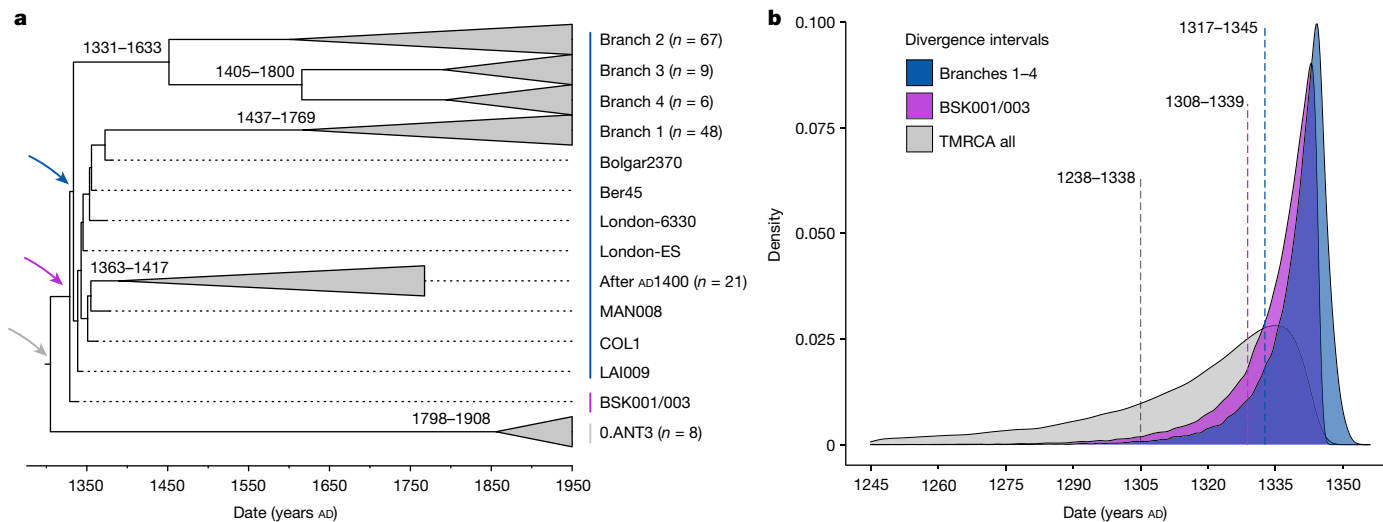 a
1331–1633
1405–1800
1437–1769
1363–1417
1798–1908
Branch 2 (n = 67)
Branch 3 (n = 9)
Branch 4 (n = 6)
Branch 1 (n = 48)
Bolgar2370
Ber45
London-6330
London-ES
After AD1400 (n = 21)
MAN008
COL1
LAI009
BSK001/003
0.ANT3 (n = 8)
1350 1450 1550 1650 1750 1850 1950
Date (years AD)
b
0.100
0.075
0.050
0.025
0
Density
Divergence intervals
Branches 1–4
BSK001/003
TMRCA all
1317–1345
1308–1339
1238–1338
1245 1260 1275 1290 1305 1320 1335 1350
Date (years AD)